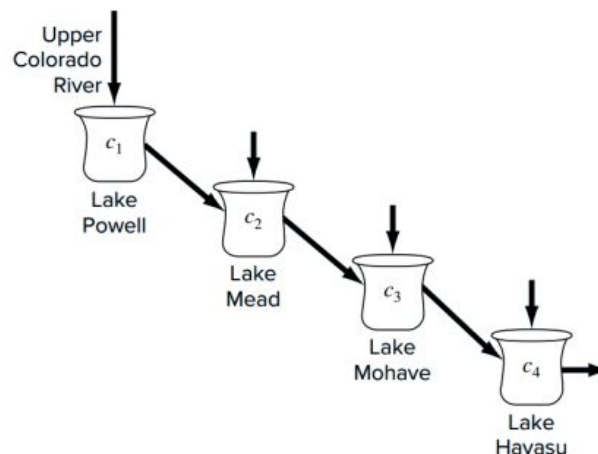 Upper
Colorado
River
c₁
Lake
Powell
c₂
Lake
Mead
c₃
Lake
Mohave
c₄
Lake
Havasu